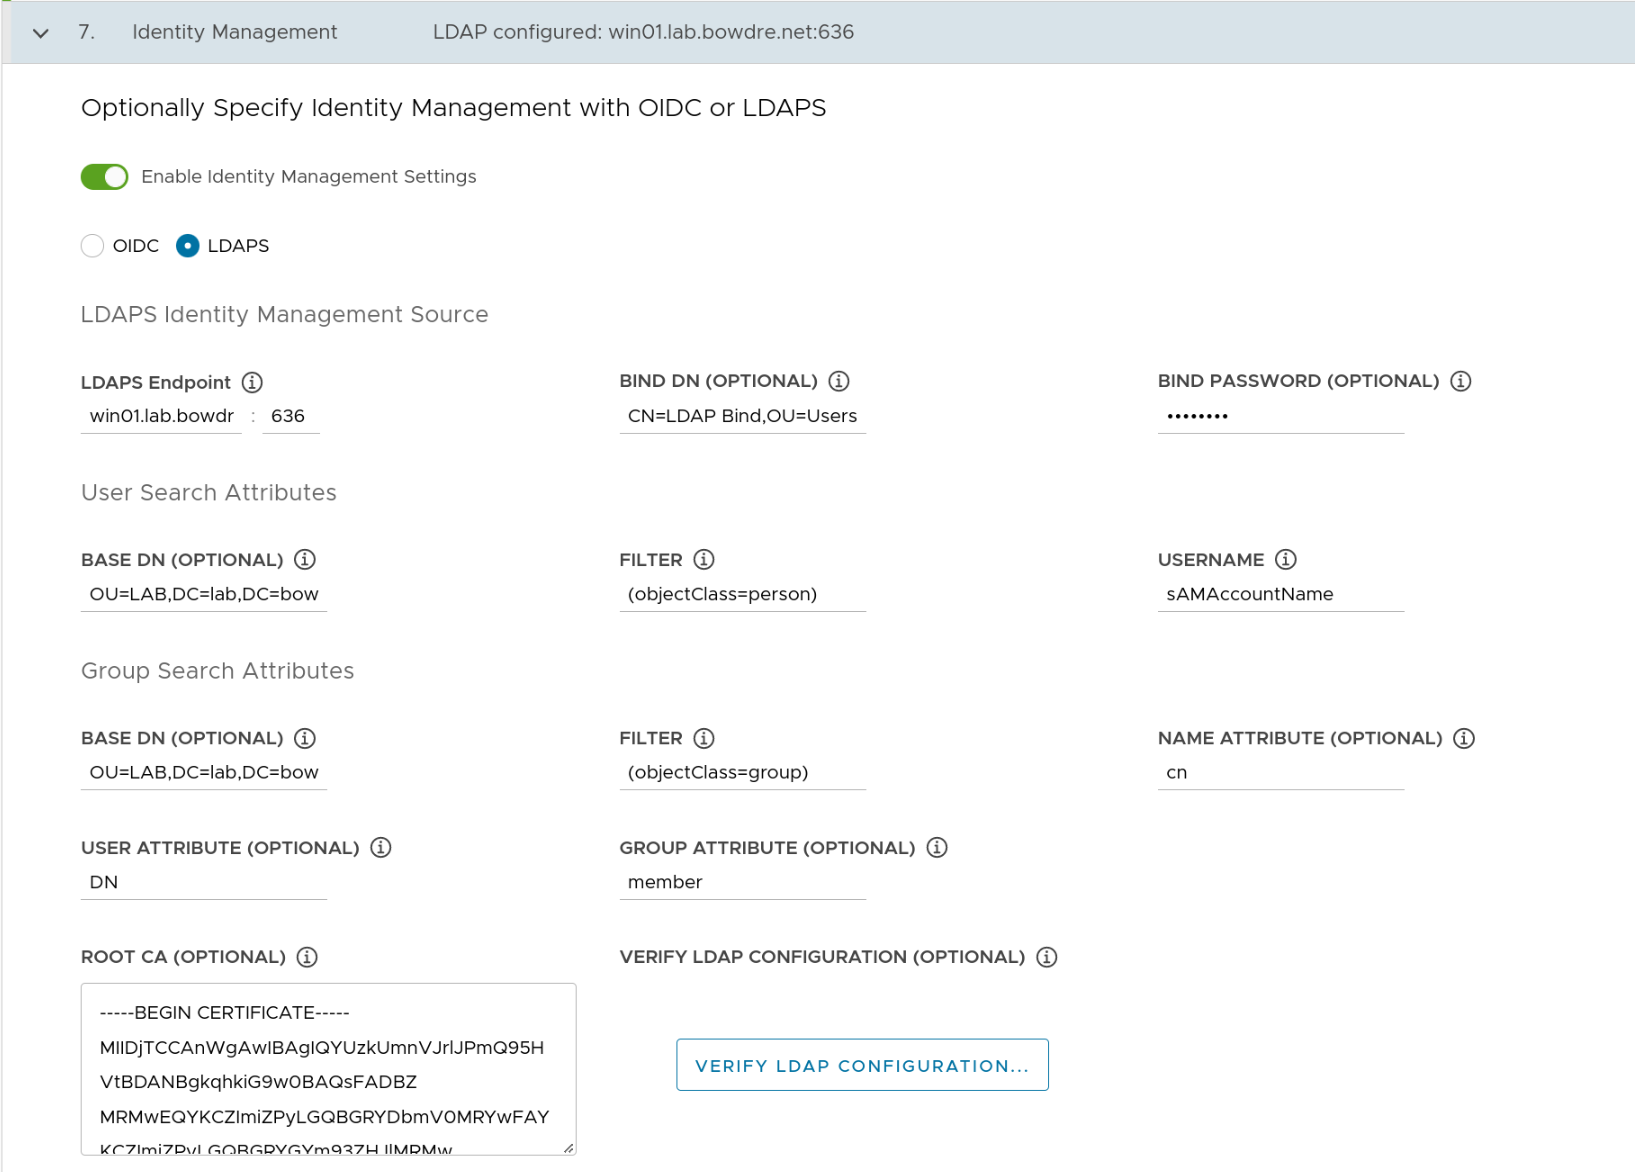 7. Identity Management LDAP configured: win01.lab.bowdre.net:636
Optionally Specify Identity Management with OIDC or LDAPS
Enable Identity Management Settings
OIDC LDAPS
LDAPS Identity Management Source
LDAPS Endpoint BIND DN (OPTIONAL) BIND PASSWORD (OPTIONAL)
win01.lab.bowdr : 636 CN=LDAP Bind,OU=Users ••••••••
User Search Attributes
BASE DN (OPTIONAL) FILTER USERNAME
OU=LAB,DC=lab,DC=bow (objectClass=person) sAMAccountName
Group Search Attributes
BASE DN (OPTIONAL) FILTER NAME ATTRIBUTE (OPTIONAL)
OU=LAB,DC=lab,DC=bow (objectClass=group) cn
USER ATTRIBUTE (OPTIONAL) GROUP ATTRIBUTE (OPTIONAL)
DN member
ROOT CA (OPTIONAL) VERIFY LDAP CONFIGURATION (OPTIONAL)
-----BEGIN CERTIFICATE-----
MIIDjTCCAnWgAwIBAgIQYUzkUmnVJrlJPmQ95H
VtBDANBgkqhkiG9w0BAQsFADBZ
MRMwEQYKCZImiZPyLGQBGRYDbmV0MRYwFAY
VERIFY LDAP CONFIGURATION...